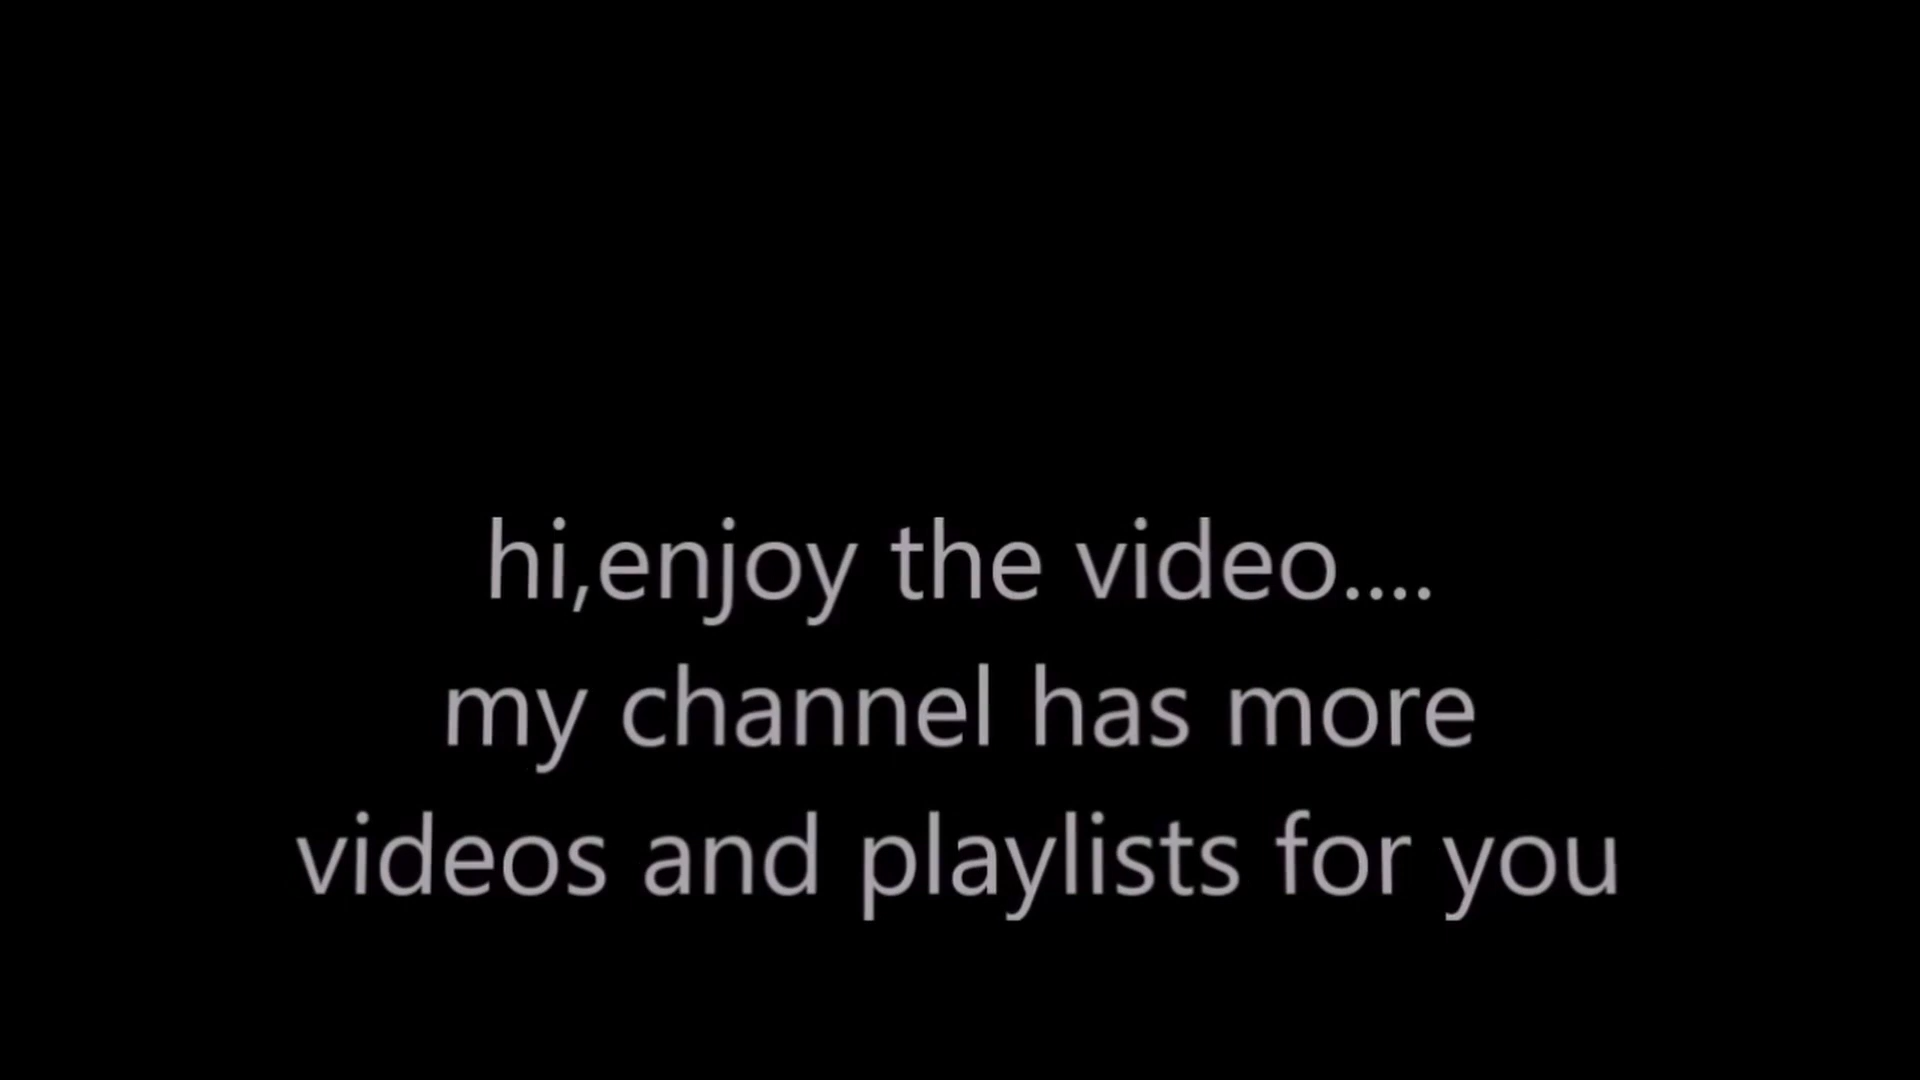 hi,enjoy the video....
my channel has more
videos and playlists for you